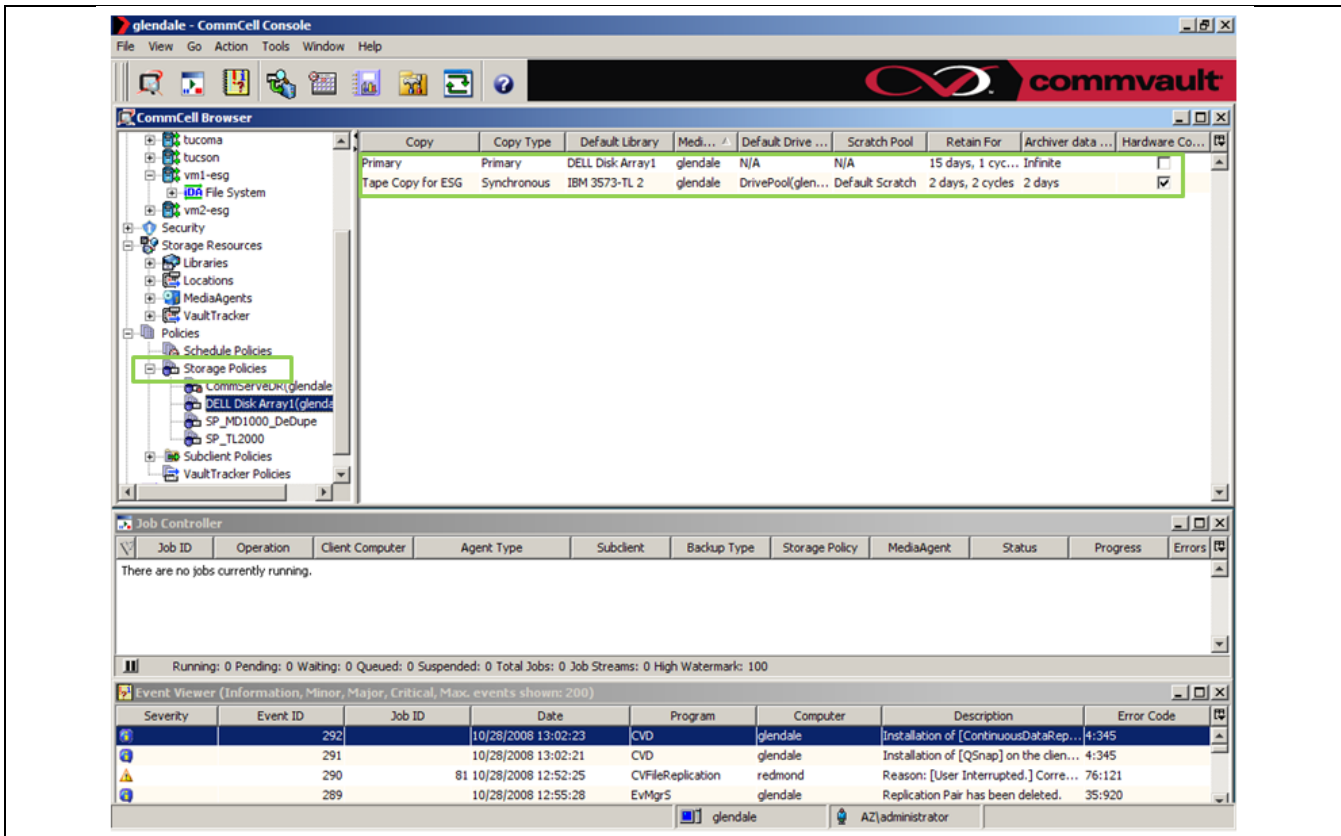 glendale - CommCell Console
File View Go Action Tools Window Help
commvault
CommCell Browser
tucoma
tucson
vm1-esg
iDA File System
vm2-esg
Security
Storage Resources
Libraries
Locations
MediaAgents
VaultTracker
Policies
Schedule Policies
Storage Policies
CommServeDR(glendale
DELL Disk Array1(glenda
SP_MD1000_DeDupe
SP_TL2000
Subclient Policies
VaultTracker Policies
Copy Copy Type Default Library Medi... Default Drive ... Scratch Pool Retain For Archiver data ... Hardware Co...
Primary Primary DELL Disk Array1 glendale N/A N/A 15 days, 1 cyc... Infinite
Tape Copy for ESG Synchronous IBM 3573-TL 2 glendale DrivePool(glen... Default Scratch 2 days, 2 cycles 2 days
Job Controller
Job ID Operation Client Computer Agent Type Subclient Backup Type Storage Policy MediaAgent Status Progress Errors
There are no jobs currently running.
Running: 0 Pending: 0 Waiting: 0 Queued: 0 Suspended: 0 Total Jobs: 0 Job Streams: 0 High Watermark: 100
Event Viewer (Information, Minor, Major, Critical, Max. events shown: 200)
Severity Event ID Job ID Date Program Computer Description Error Code
292 10/28/2008 13:02:23 CVD glendale Installation of [ContinuousDataRep... 4:345
291 10/28/2008 13:02:21 CVD glendale Installation of [QSnap] on the clien... 4:345
290 81 10/28/2008 12:52:25 CVFileReplication redmond Reason: [User Interrupted.] Corre... 76:121
289 10/28/2008 12:55:28 EvMgrS glendale Replication Pair has been deleted. 35:920
glendale AZ\administrator